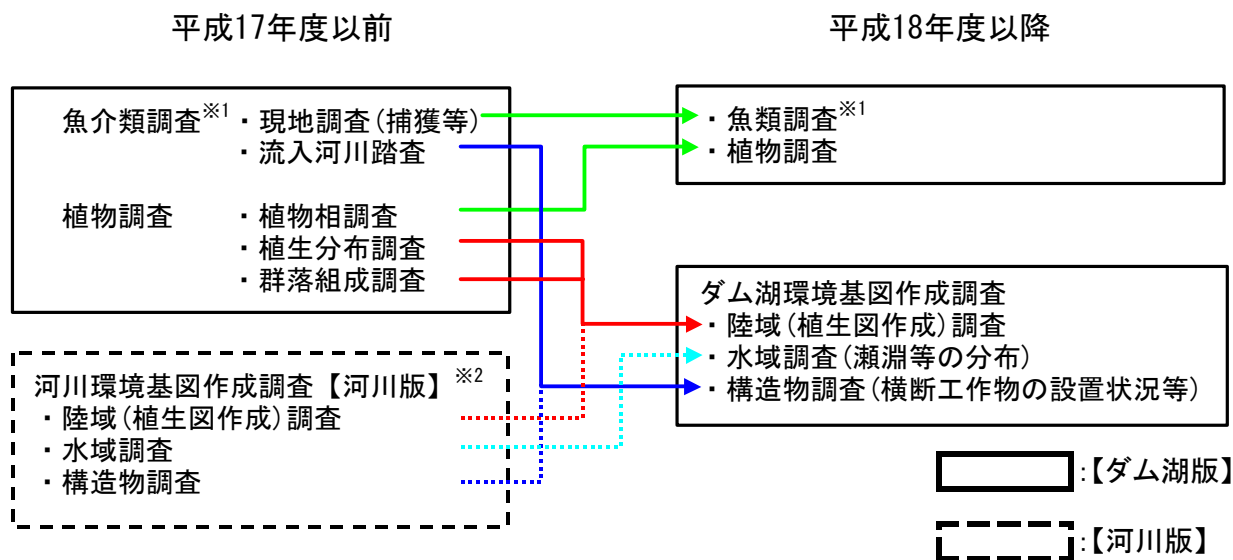 平成17年度以前
平成18年度以降
魚介類調査※1 ・現地調査(捕獲等)
・流入河川踏査
植物調査 ・植物相調査
・植生分布調査
・群落組成調査
河川環境基図作成調査【河川版】※2
・陸域(植生図作成)調査
・水域調査
・構造物調査
・魚類調査※1
・植物調査
ダム湖環境基図作成調査
・陸域(植生図作成)調査
・水域調査(瀬淵等の分布)
・構造物調査(横断工作物の設置状況等)
:【ダム湖版】
:【河川版】